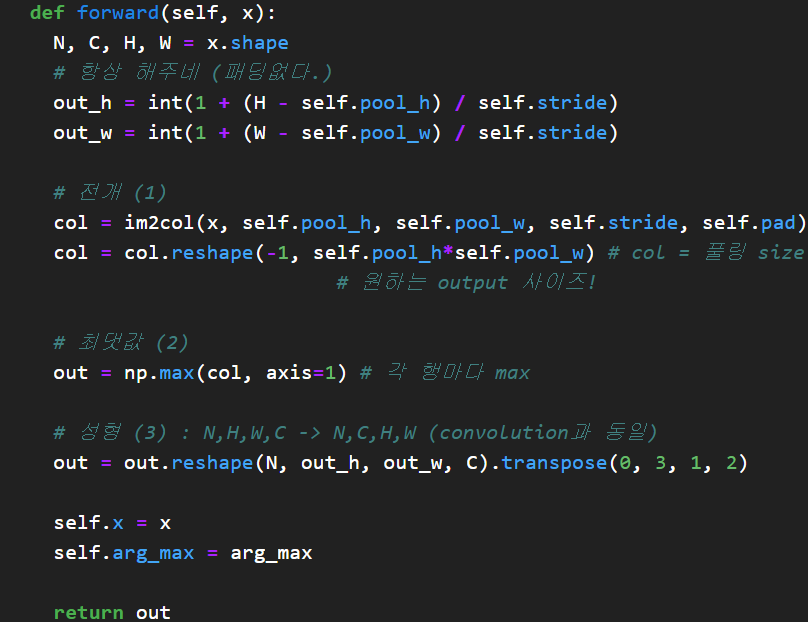 def forward(self, x):
N, C, H, W = x.shape
# 항상 해주네 (패딩없다.)
out_h = int(1 + (H - self.pool_h) / self.stride)
out_w = int(1 + (W - self.pool_w) / self.stride)
# 전개 (1)
col = im2col(x, self.pool_h, self.pool_w, self.stride, self.pad)
col = col.reshape(-1, self.pool_h*self.pool_w) # col = 풀링 size
# 원하는 output 사이즈!
# 최댓값 (2)
out = np.max(col, axis=1) # 각 행마다 max
# 성형 (3) : N,H,W,C -> N,C,H,W (convolution과 동일)
out = out.reshape(N, out_h, out_w, C).transpose(0, 3, 1, 2)
self.x = x
self.arg_max = arg_max
return out